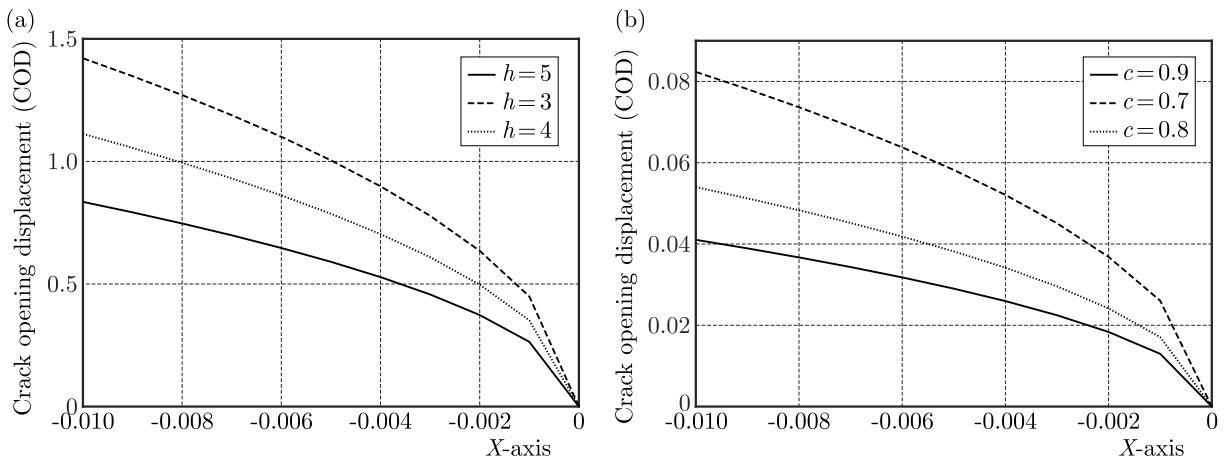 (a)
Crack opening displacement (COD)
1.5
1.0
0.5
0
h=5
h=3
h=4
-0.010 -0.008 -0.006 -0.004 -0.002 0
X-axis
(b)
Crack opening displacement (COD)
0.08
0.06
0.04
0.02
0
c=0.9
c=0.7
c=0.8
-0.010 -0.008 -0.006 -0.004 -0.002 0
X-axis